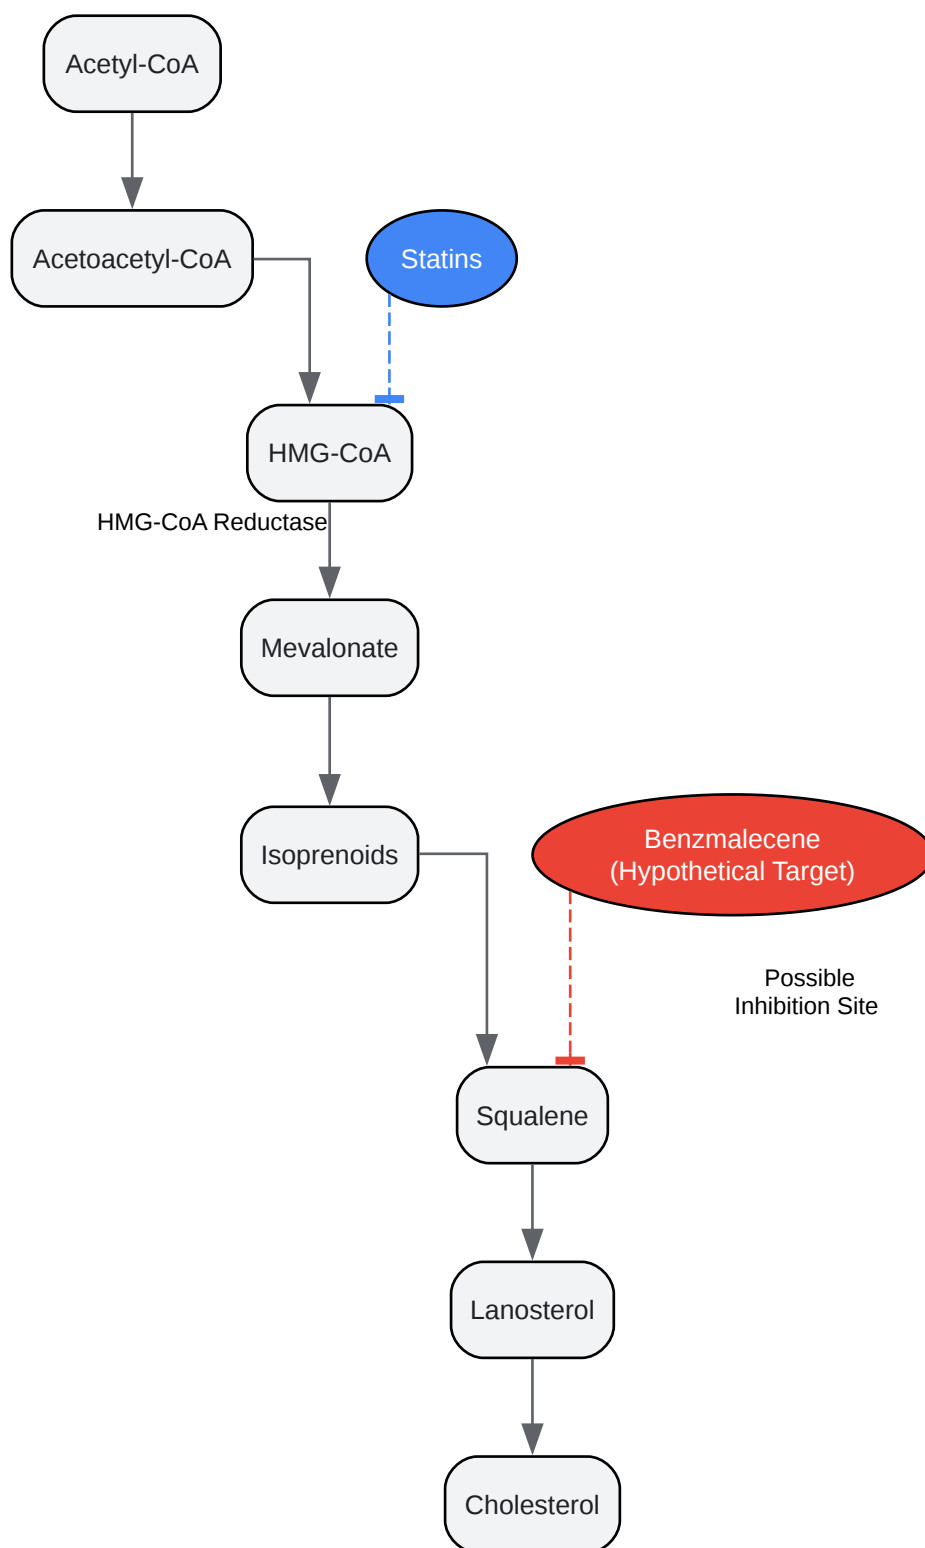 Acetyl-CoA
Acetoacetyl-CoA
Statins
HMG-CoA
HMG-CoA Reductase
Mevalonate
Isoprenoids
Benzmalecene
(Hypothetical Target)
Possible
Inhibition Site
Squalene
Lanosterol
Cholesterol